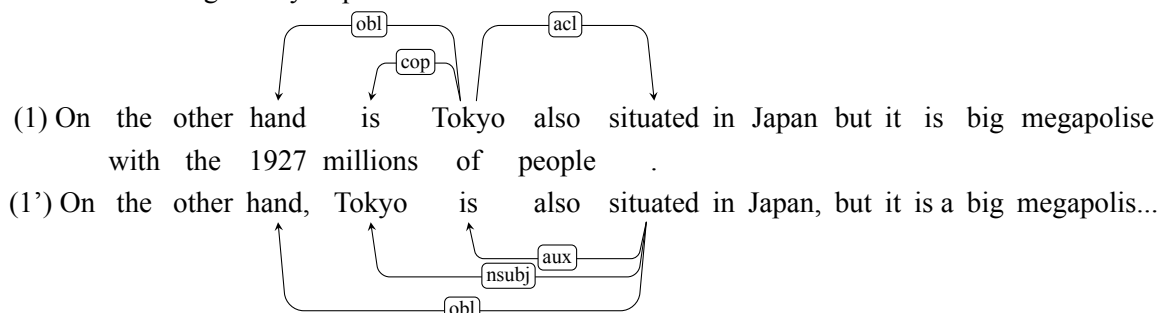 obl acl
cop
(1) On the other hand is Tokyo also situated in Japan but it is big megapolise
with the 1927 millions of people .
(1’) On the other hand, Tokyo is also situated in Japan, but it is a big megapolis...
aux
nsubj
obl